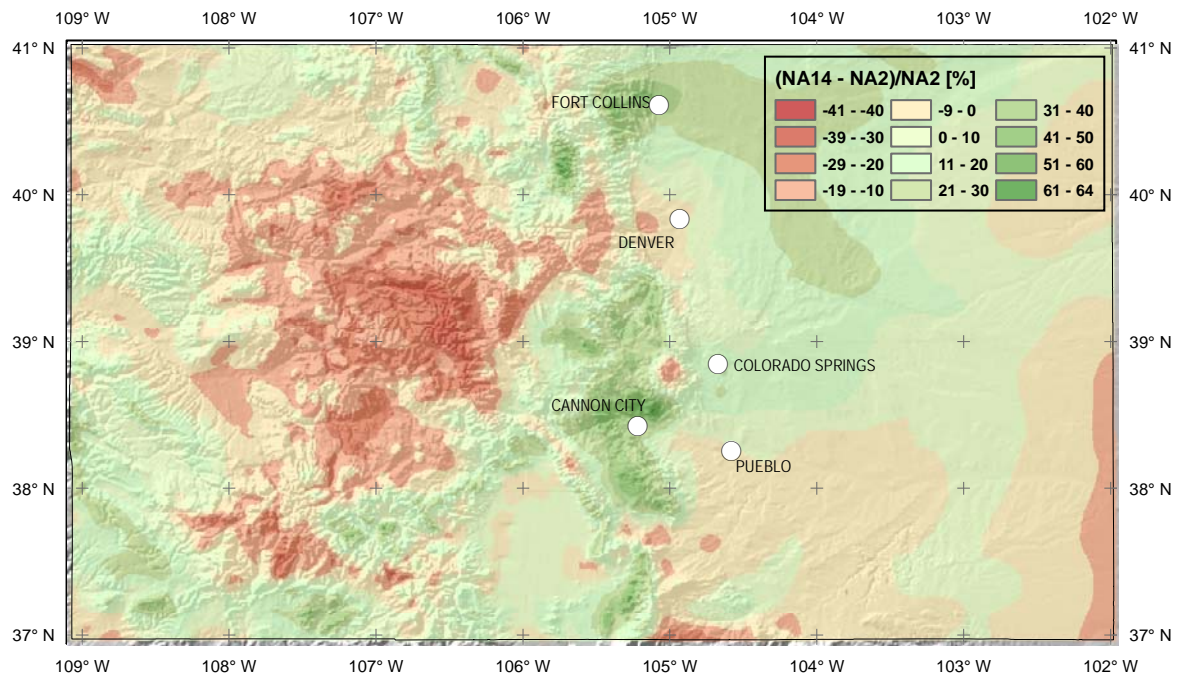 109° W 108° W 107° W 106° W 105° W 104° W 103° W 102° W
41° N 41° N
(NA14 - NA2)/NA2 [%]
-41 - -40 -9 - 0 31 - 40
-39 - -30 0 - 10 41 - 50
-29 - -20 11 - 20 51 - 60
-19 - -10 21 - 30 61 - 64
FORT COLLINS
40° N 40° N
DENVER
39° N 39° N
COLORADO SPRINGS
CANNON CITY
PUEBLO
38° N 38° N
37° N 37° N
109° W 108° W 107° W 106° W 105° W 104° W 103° W 102° W